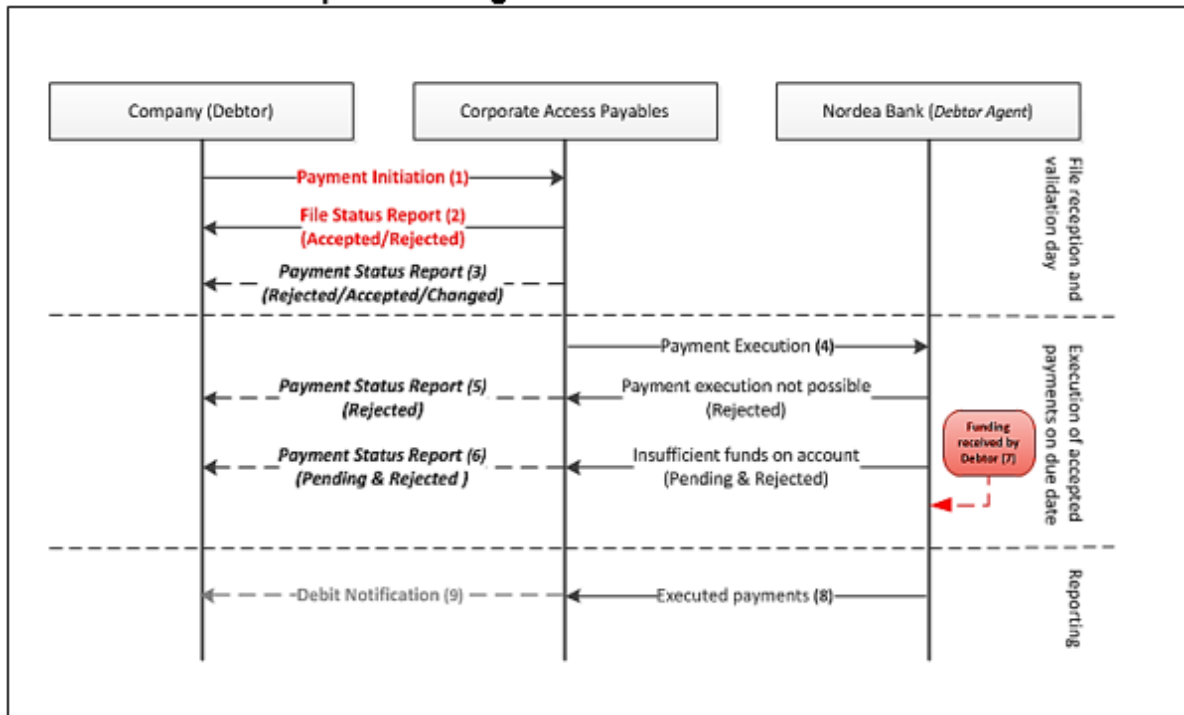 Company (Debtor)
Corporate Access Payables
Nordea Bank (Debtor Agent)
Payment Initiation (1)
File Status Report (2)
(Accepted/Rejected)
Payment Status Report (3)
(Rejected/Accepted/Changed)
File reception and
validation day
Payment Execution (4)
Payment Status Report (5)
(Rejected)
Payment execution not possible
(Rejected)
Payment Status Report (6)
(Pending & Rejected )
Insufficient funds on account
(Pending & Rejected)
Funding
received by
Debtor (7)
Execution of accepted
payments on due date
Debit Notification (9)
Executed payments (8)
Reporting